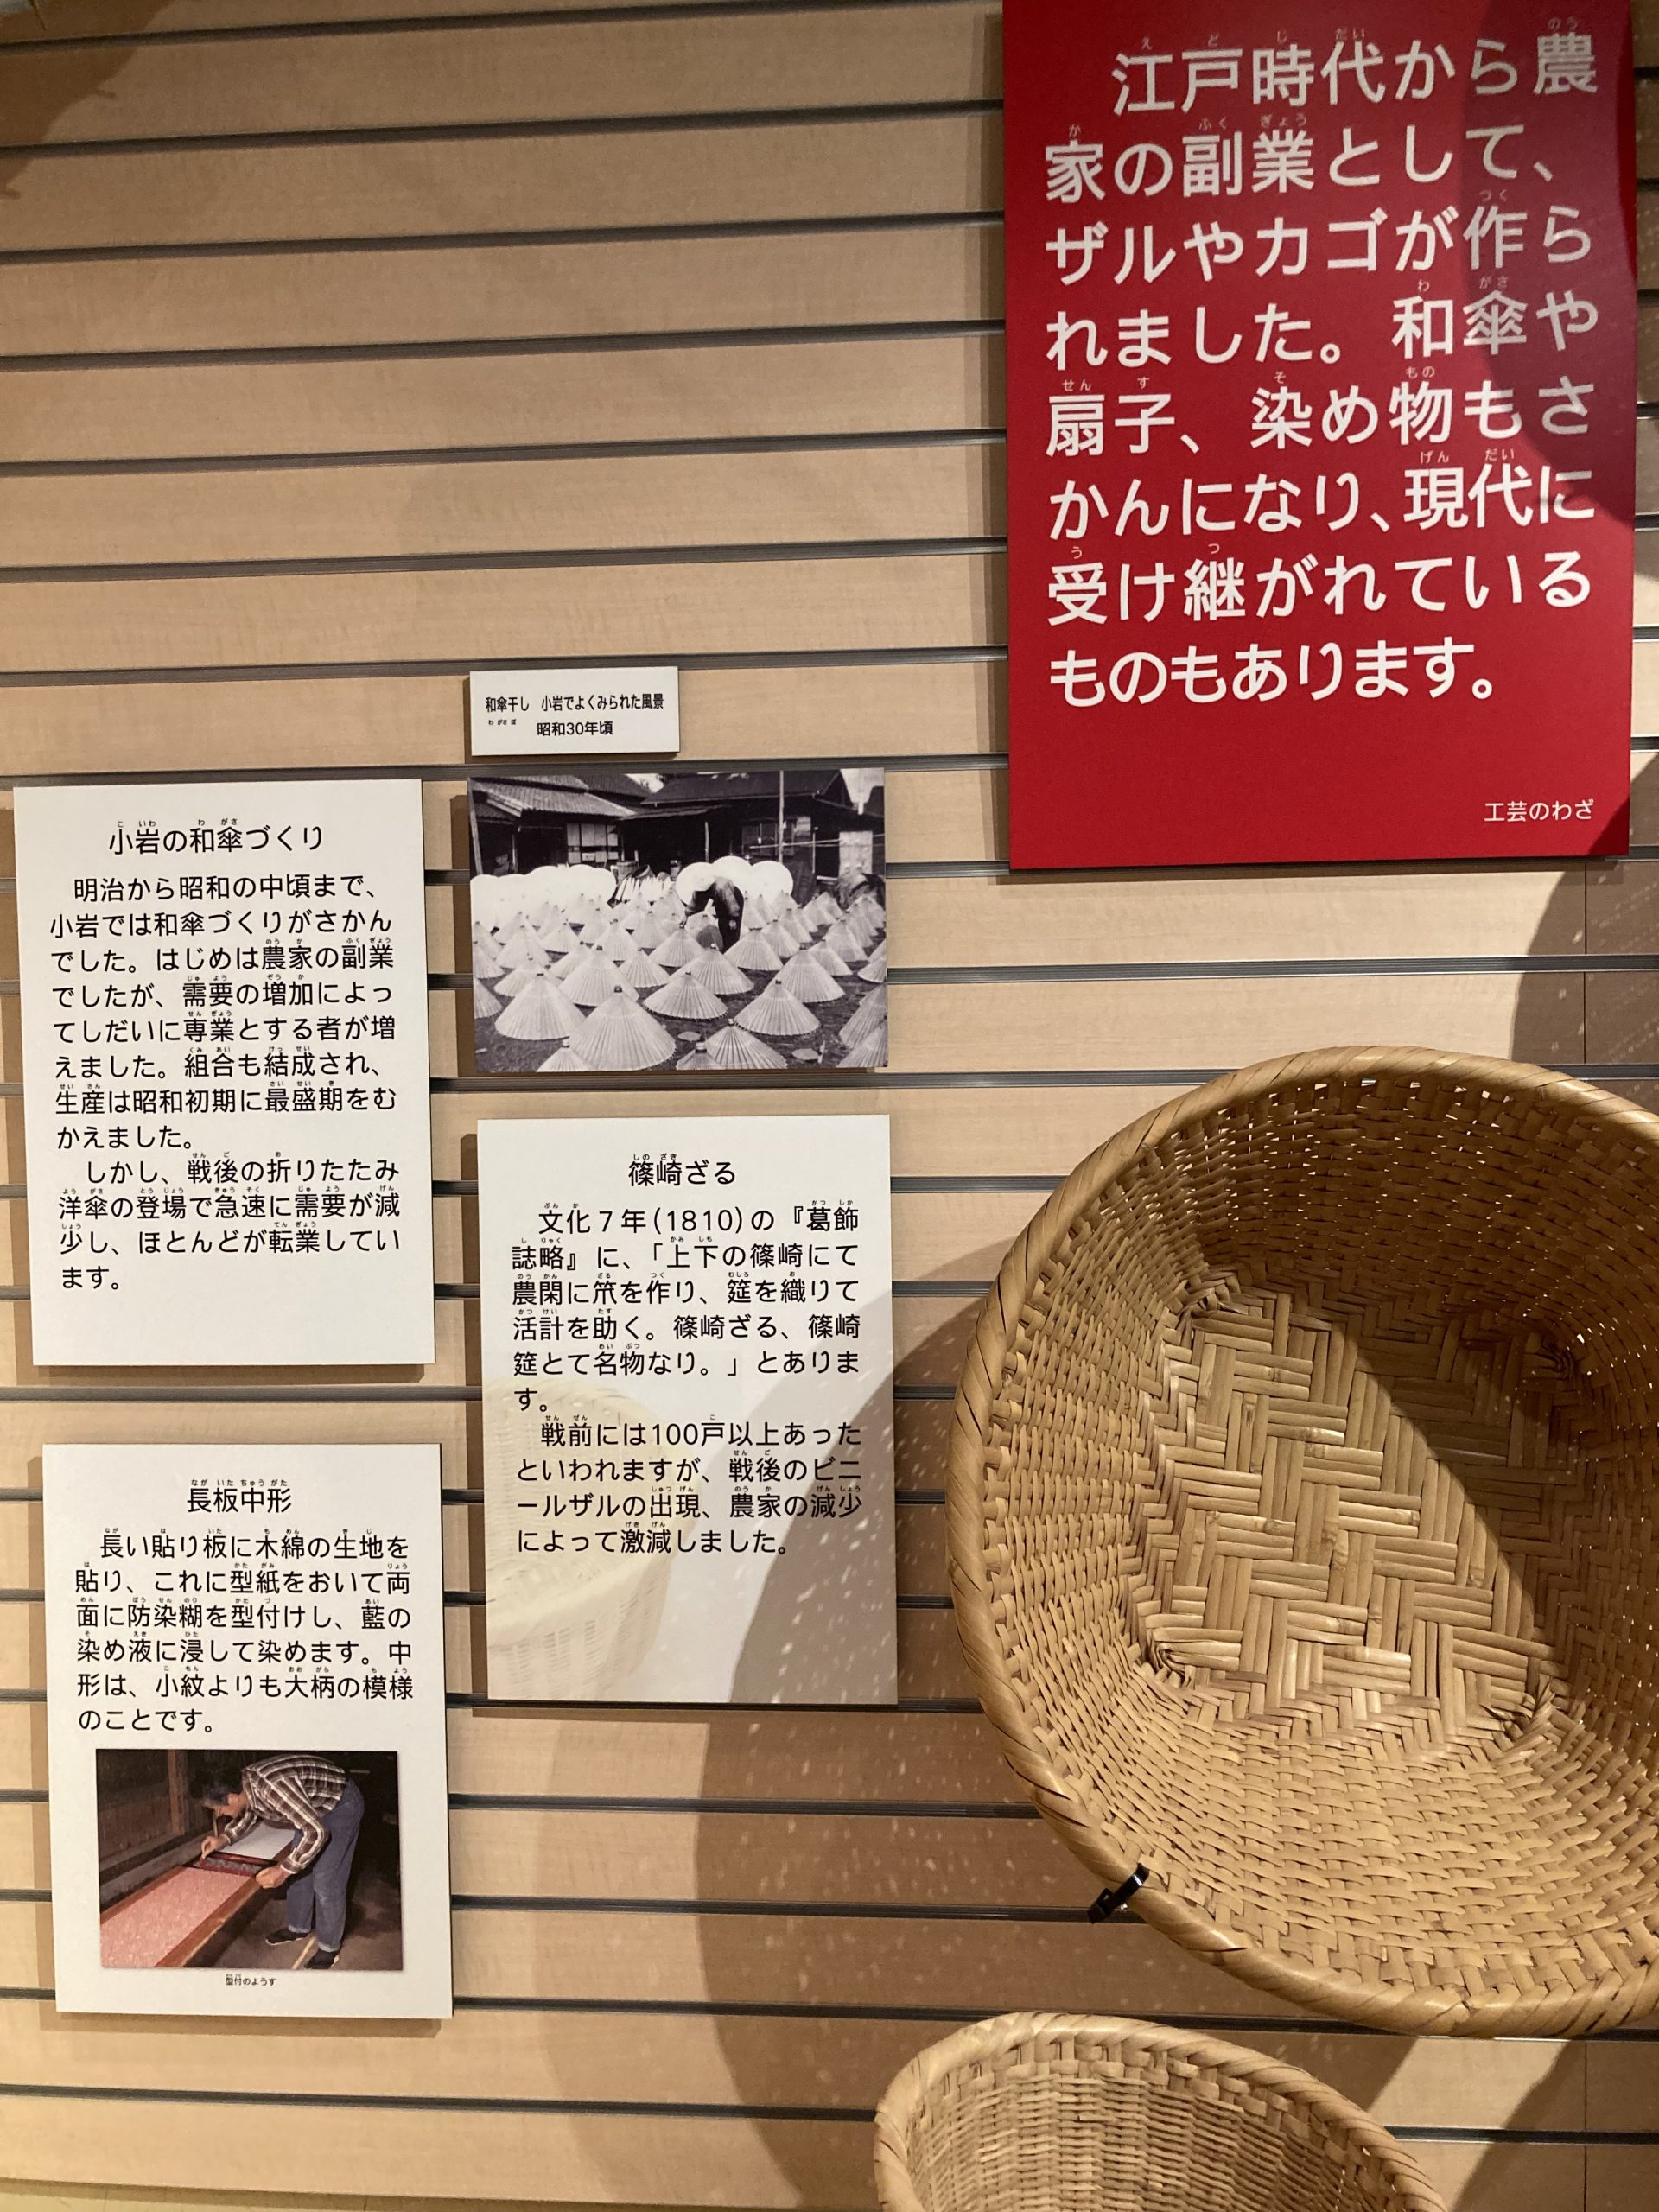 江戸時代から農
家の副業として、
ザルやカゴが作ら
れました。和傘や
扇子、染め物もさ
かんになり、現代に
受け継がれている
ものもあります。
工芸のわざ
和傘干し 小岩でよくみられた風景
昭和30年頃
小岩の和傘づくり
明治から昭和の中頃まで、
小岩では和傘づくりがさかん
でした。はじめは農家の副業
でしたが、需要の増加によっ
てしだいに専業とする者が増
えました。組合も結成され、
生産は昭和初期に最盛期をむ
かえました。
しかし、戦後の折りたたみ
洋傘の登場で急速に需要が減
少し、ほとんどが転業してい
ます。
篠崎ざる
文化7年(1810)の『葛飾
誌略』に、「上下の篠崎にて
農閑に笊を作り、筵を織りて
活計を助く。篠崎ざる、篠崎
筵とて名物なり。」とありま
す。
戦前には100戸以上あった
といわれますが、戦後のビニ
ールザルの出現、農家の減少
によって激減しました。
長板中形
長い貼り板に木綿の生地を
貼り、これに型紙をおいて両
面に防染糊を型付けし、藍の
染め液に浸して染めます。中
形は、小紋よりも大柄の模様
のことです。
型付のようす